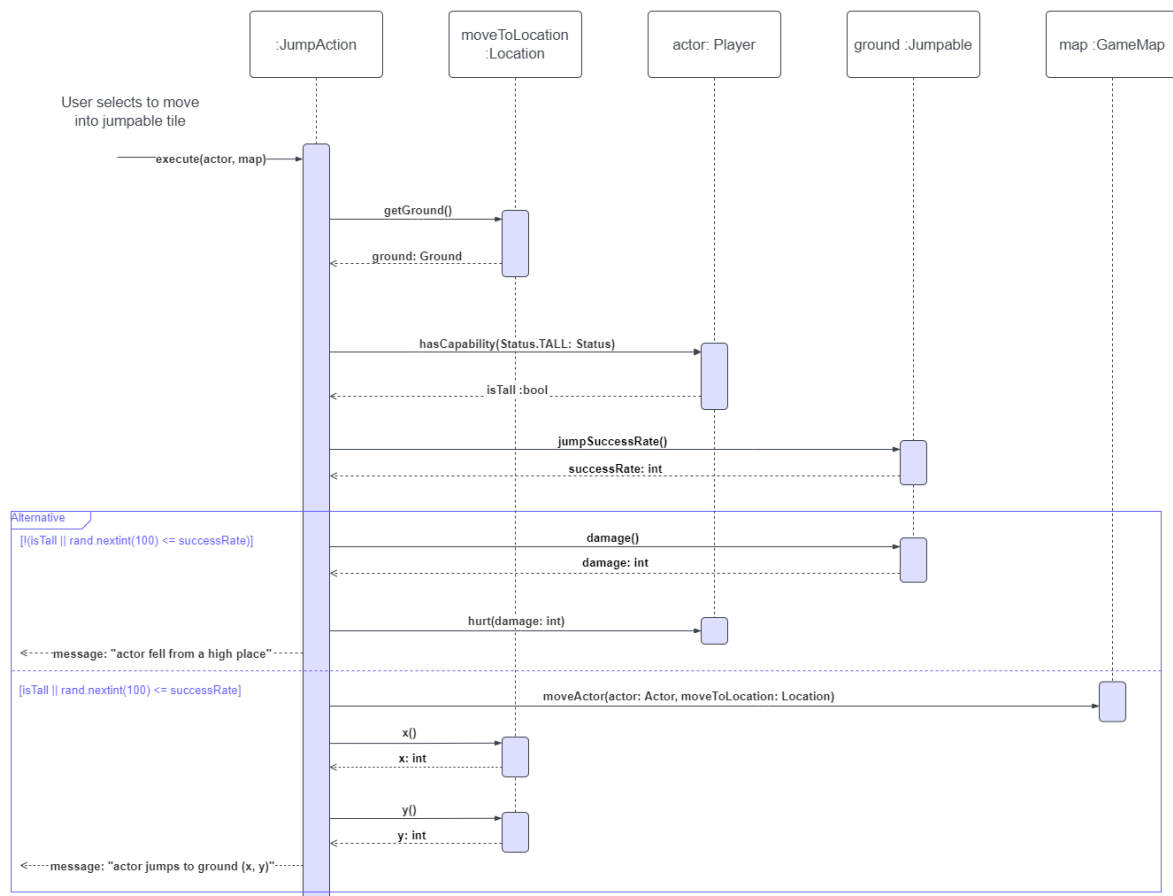 :JumpAction
moveToLocation
:Location
actor: Player
ground :Jumpable
map :GameMap
User selects to move
into jumpable tile
execute(actor, map)
getGround()
ground: Ground
hasCapability(Status.TALL: Status)
isTall :bool
jumpSuccessRate()
successRate: int
Alternative
[!(isTall || rand.nextint(100) <= successRate)]
damage()
damage: int
hurt(damage: int)
message: "actor fell from a high place"
[isTall || rand.nextint(100) <= successRate]
moveActor(actor: Actor, moveToLocation: Location)
x()
x: int
y()
y: int
message: "actor jumps to ground (x, y)"